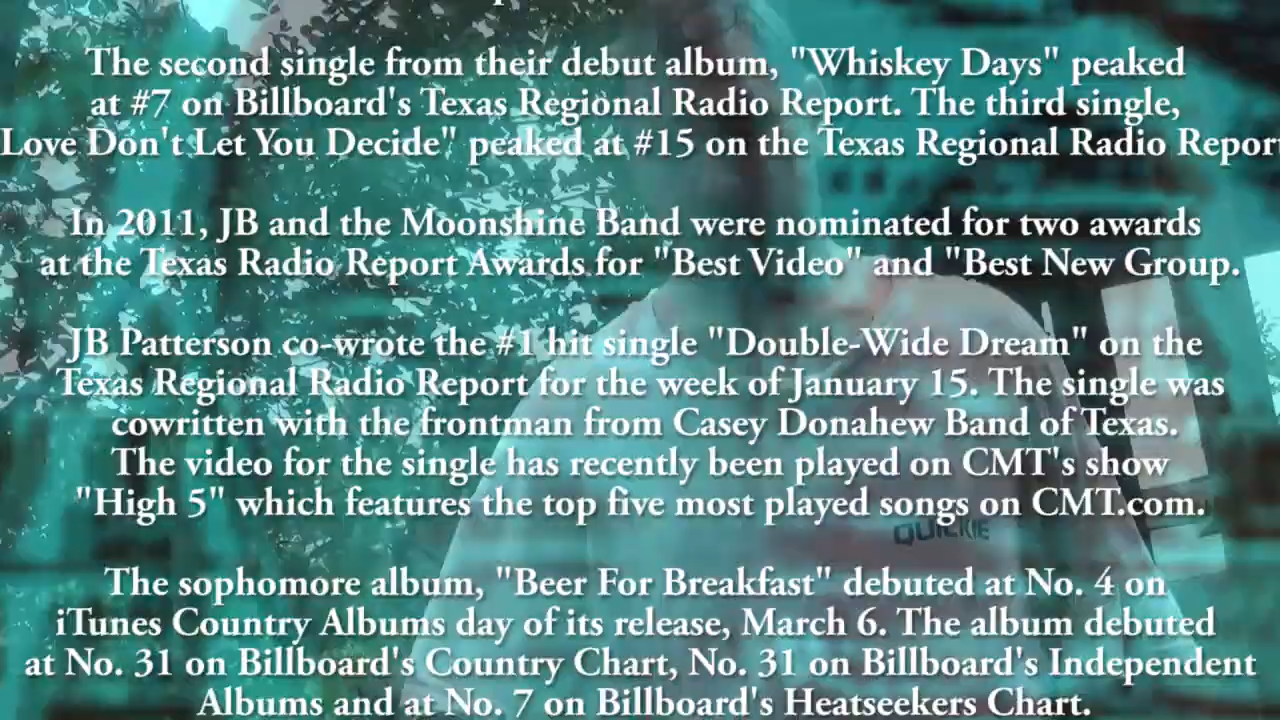 The second single from their debut album, "Whiskey Days" peaked
at #7 on Billboard's Texas Regional Radio Report. The third single,
Love Don't Let You Decide" peaked at #15 on the Texas Regional Radio Report
In 2011, JB and the Moonshine Band were nominated for two awards
at the Texas Radio Report Awards for "Best Video" and "Best New Group.
JB Patterson co-wrote the #1 hit single "Double-Wide Dream" on the
Texas Regional Radio Report for the week of January 15. The single was
cowritten with the frontman from Casey Donahew Band of Texas.
The video for the single has recently been played on CMT's show
"High 5" which features the top five most played songs on CMT.com.
QUICKIE
The sophomore album, "Beer For Breakfast" debuted at No. 4 on
iTunes Country Albums day of its release, March 6. The album debuted
at No. 31 on Billboard's Country Chart, No. 31 on Billboard's Independent
Albums and at No. 7 on Billboard's Heatseekers Chart.